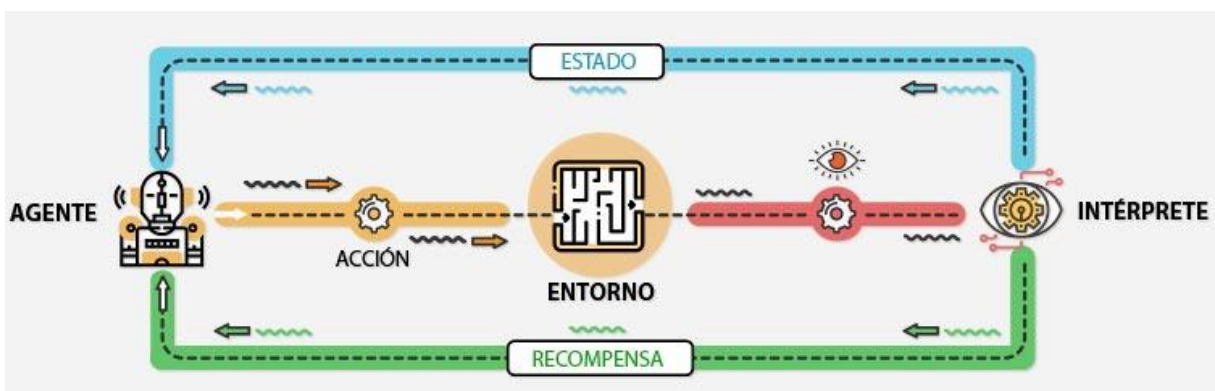 ESTADO
AGENTE
ACCIÓN
ENTORNO
INTÉRPRETE
RECOMPENSA